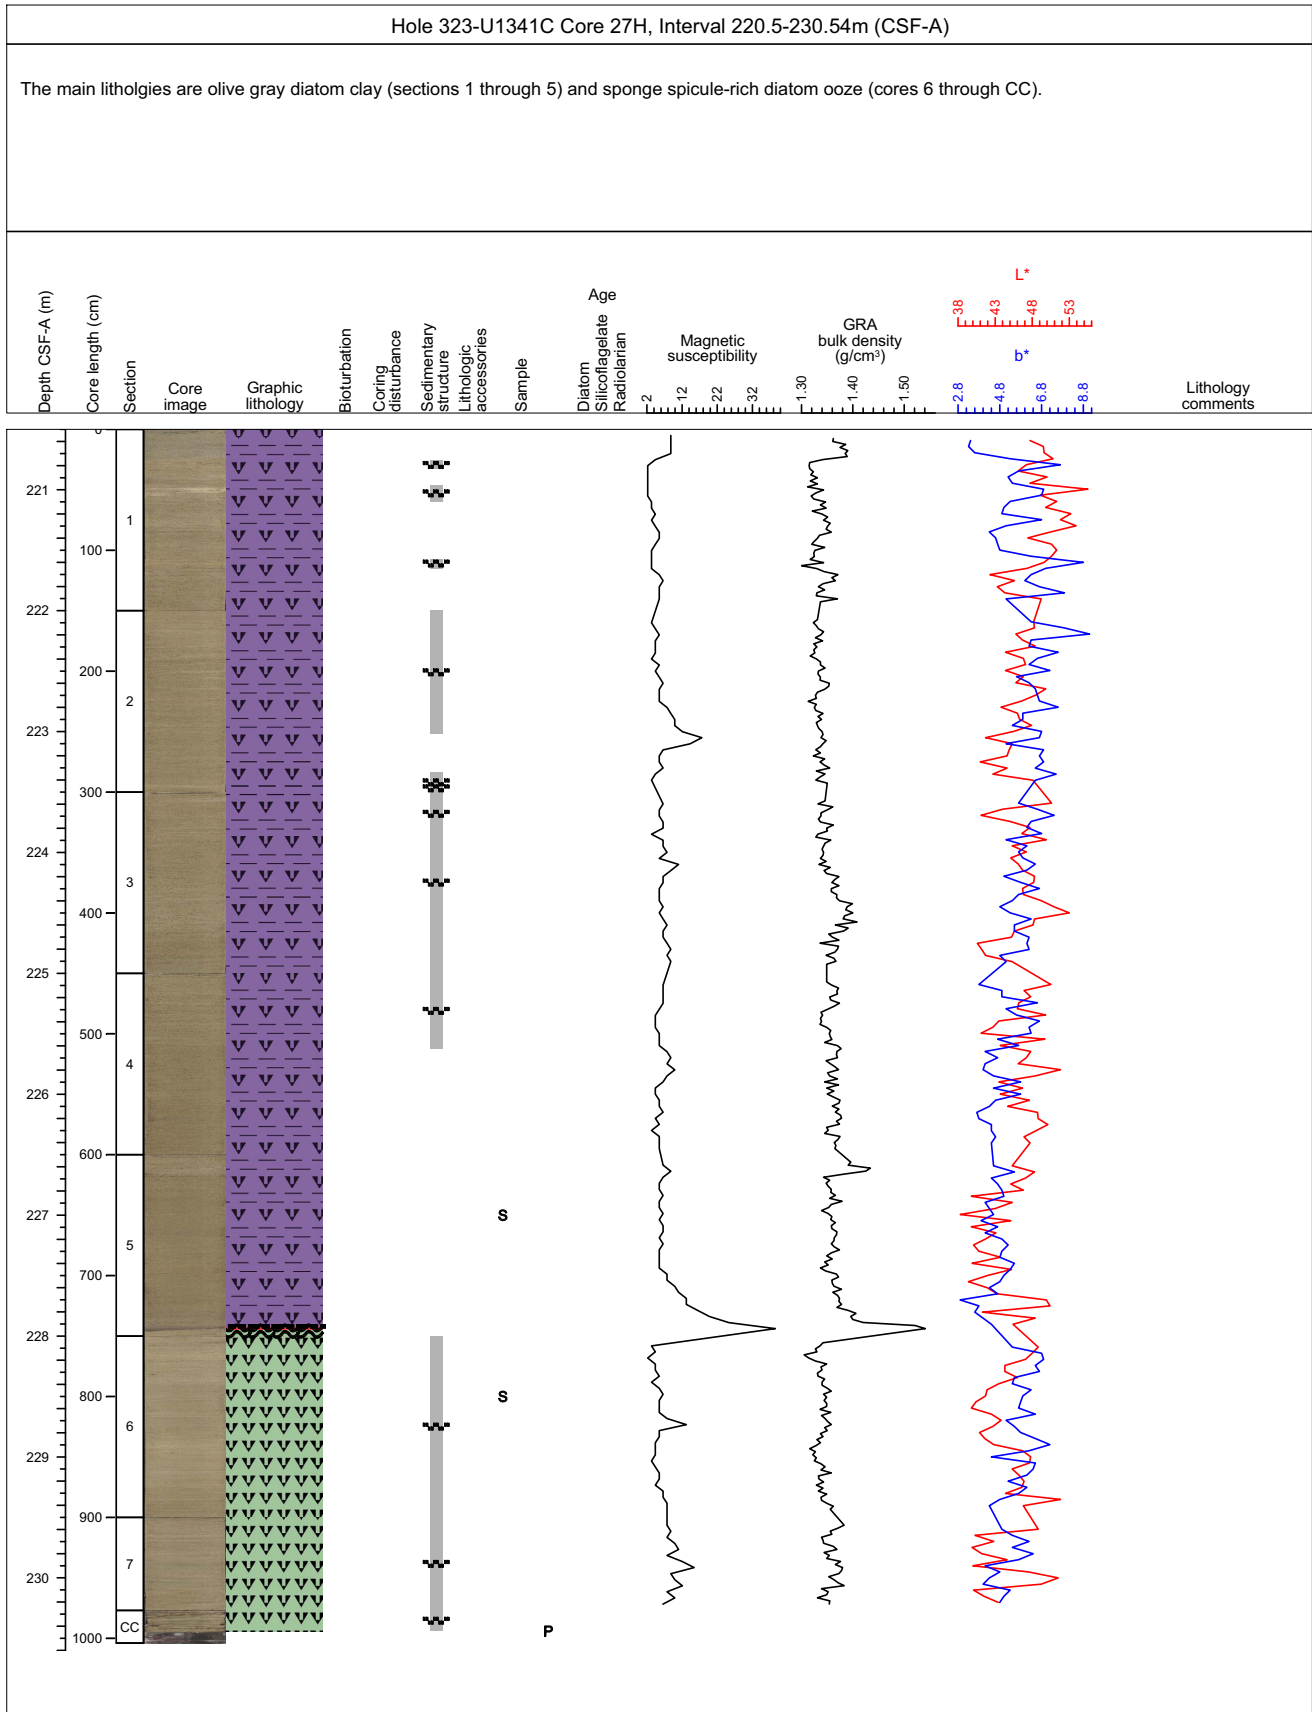 Hole 323-U1341C Core 27H, Interval 220.5-230.54m (CSF-A)
The main lithologies are olive gray diatom clay (sections 1 through 5) and sponge spicule-rich diatom ooze (cores 6 through CC).
Depth CSF-A (m)
Core length (cm)
Section
Core
image
Graphic
lithology
Bioturbation
Coring
disturbance
Sedimentary
structure
Lithologic
accessories
Sample
Age
Diatom
Silicoflagelate
Radiolarian
Magnetic
susceptibility
2 12 22 32
GRA
bulk density
(g/cm³)
1.30 1.40 1.50
L*
38 43 48 53
b*
2.8 4.8 6.8 8.8
Lithology
comments
0
221
1
100
222
200
2
223
300
224
3
400
225
500
4
226
600
227
S
5
700
228
800
S
6
229
900
7
230
CC
P
1000